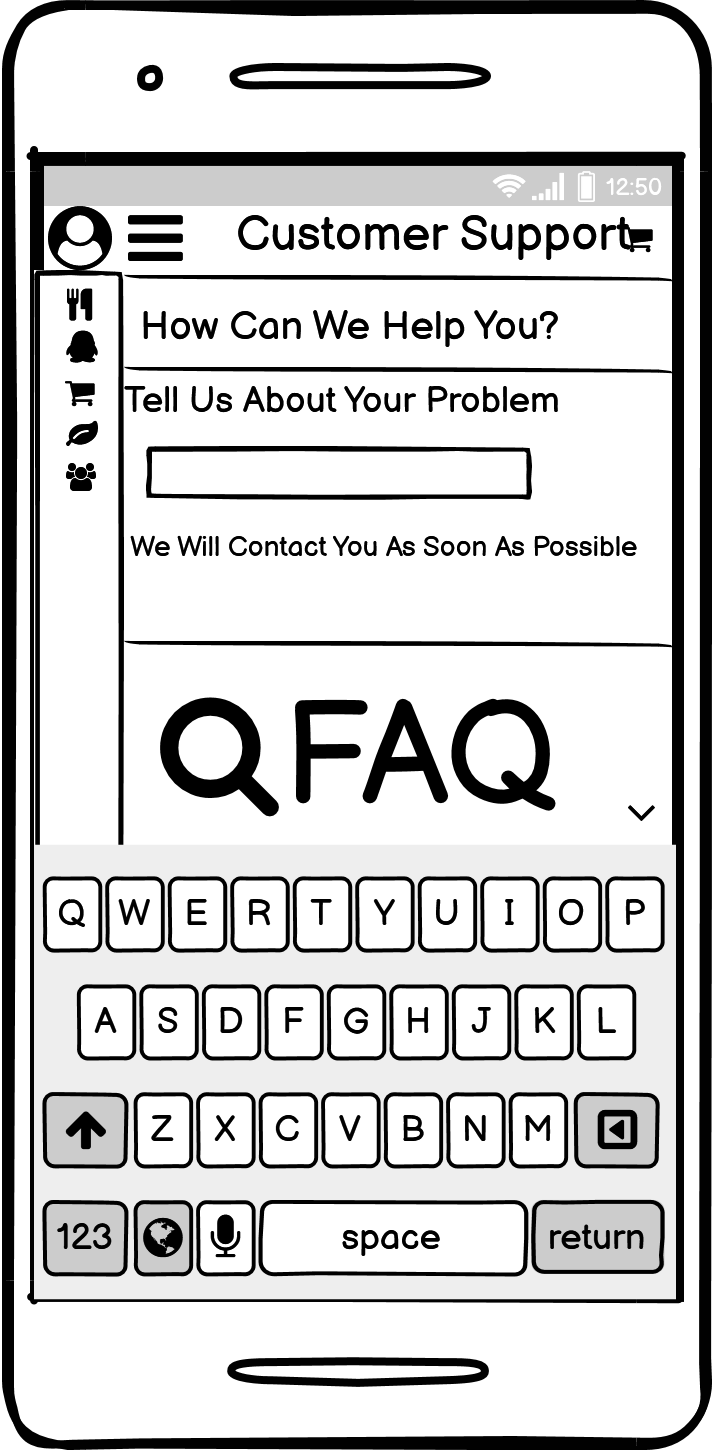 12:50
Customer Support
How Can We Help You?
Tell Us About Your Problem
We Will Contact You As Soon As Possible
FAQ
Q W E R T Y U I O P
A S D F G H J K L
Z X C V B N M
123 space return